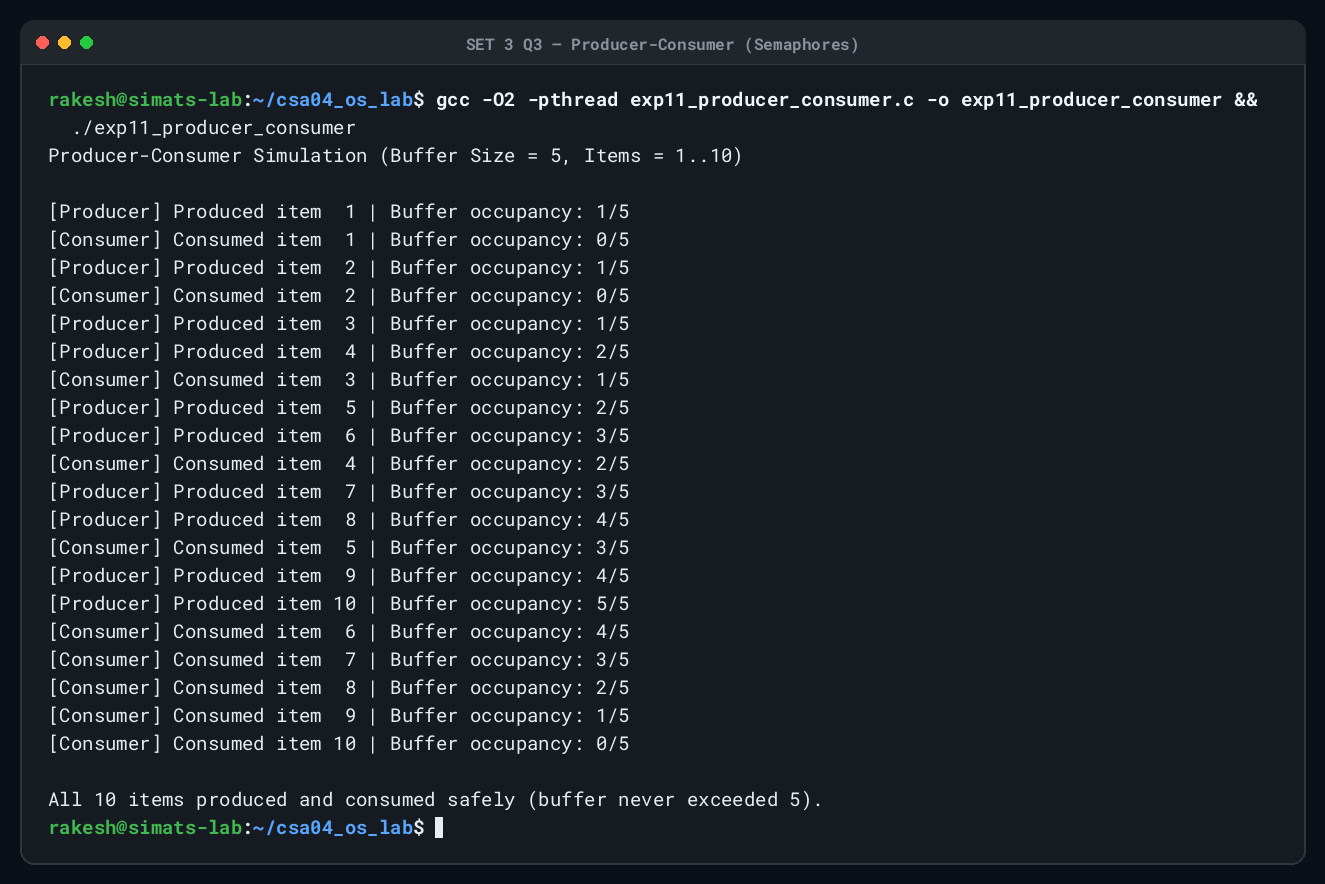 SET 3 Q3 — Producer-Consumer (Semaphores)
rakesh@simats-lab:~/csa04_os_lab$ gcc -O2 -pthread exp11_producer_consumer.c -o exp11_producer_consumer &&
  ./exp11_producer_consumer
Producer-Consumer Simulation (Buffer Size = 5, Items = 1..10)
[Producer] Produced item  1 | Buffer occupancy: 1/5
[Consumer] Consumed item  1 | Buffer occupancy: 0/5
[Producer] Produced item  2 | Buffer occupancy: 1/5
[Consumer] Consumed item  2 | Buffer occupancy: 0/5
[Producer] Produced item  3 | Buffer occupancy: 1/5
[Producer] Produced item  4 | Buffer occupancy: 2/5
[Consumer] Consumed item  3 | Buffer occupancy: 1/5
[Producer] Produced item  5 | Buffer occupancy: 2/5
[Producer] Produced item  6 | Buffer occupancy: 3/5
[Consumer] Consumed item  4 | Buffer occupancy: 2/5
[Producer] Produced item  7 | Buffer occupancy: 3/5
[Producer] Produced item  8 | Buffer occupancy: 4/5
[Consumer] Consumed item  5 | Buffer occupancy: 3/5
[Producer] Produced item  9 | Buffer occupancy: 4/5
[Producer] Produced item 10 | Buffer occupancy: 5/5
[Consumer] Consumed item  6 | Buffer occupancy: 4/5
[Consumer] Consumed item  7 | Buffer occupancy: 3/5
[Consumer] Consumed item  8 | Buffer occupancy: 2/5
[Consumer] Consumed item  9 | Buffer occupancy: 1/5
[Consumer] Consumed item 10 | Buffer occupancy: 0/5
All 10 items produced and consumed safely (buffer never exceeded 5).
rakesh@simats-lab:~/csa04_os_lab$